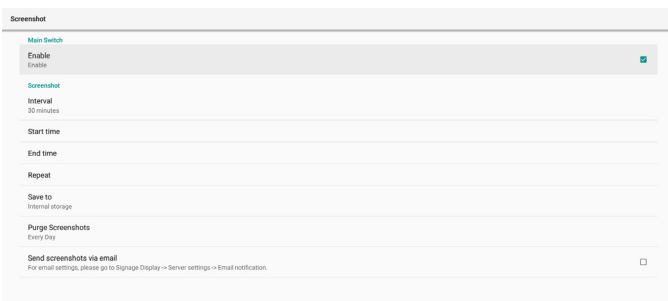 Screenshot
Main Switch
Enable
Enable
Screenshot
Interval
30 minutes
Start time
End time
Repeat
Save to
Internal storage
Purge Screenshots
Every Day
Send screenshots via email
For email settings, please go to Signage Display -> Server settings -> Email notification.